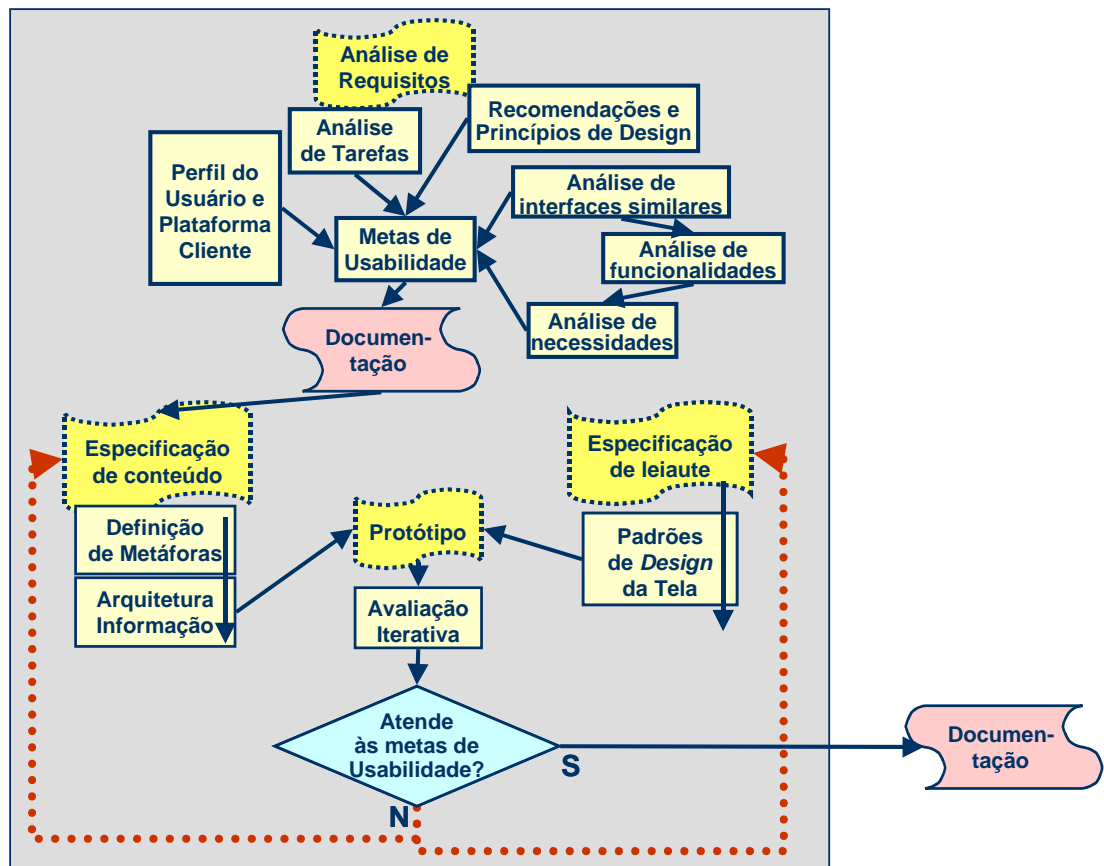 Análise de
Requisitos
Recomendações e
Princípios de Design
Análise
de Tarefas
Perfil do
Usuário e
Plataforma
Cliente
Análise de
interfaces similares
Metas de
Usabilidade
Análise de
funcionalidades
Análise de
necessidades
Documen-
tação
Especificação
de conteúdo
Especificação
de leiaute
Definição
de Metáforas
Protótipo
Padrões
de Design
da Tela
Arquitetura
Informação
Avaliação
Iterativa
Atende
às metas de
Usabilidade?
S
N
Documen-
tação